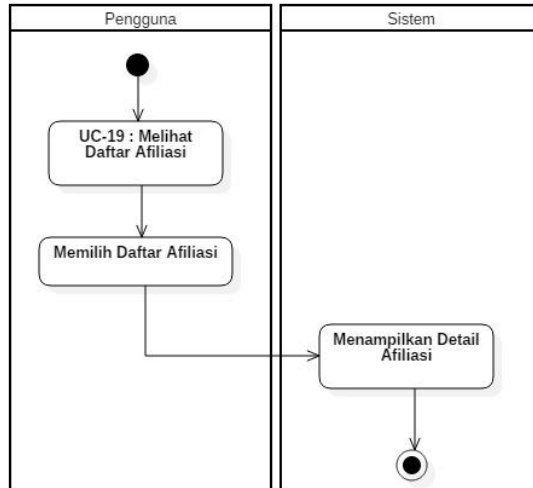 Pengguna
Sistem
UC-19 : Melihat
Daftar Afiliasi
Memilih Daftar Afiliasi
Menampilkan Detail
Afiliasi